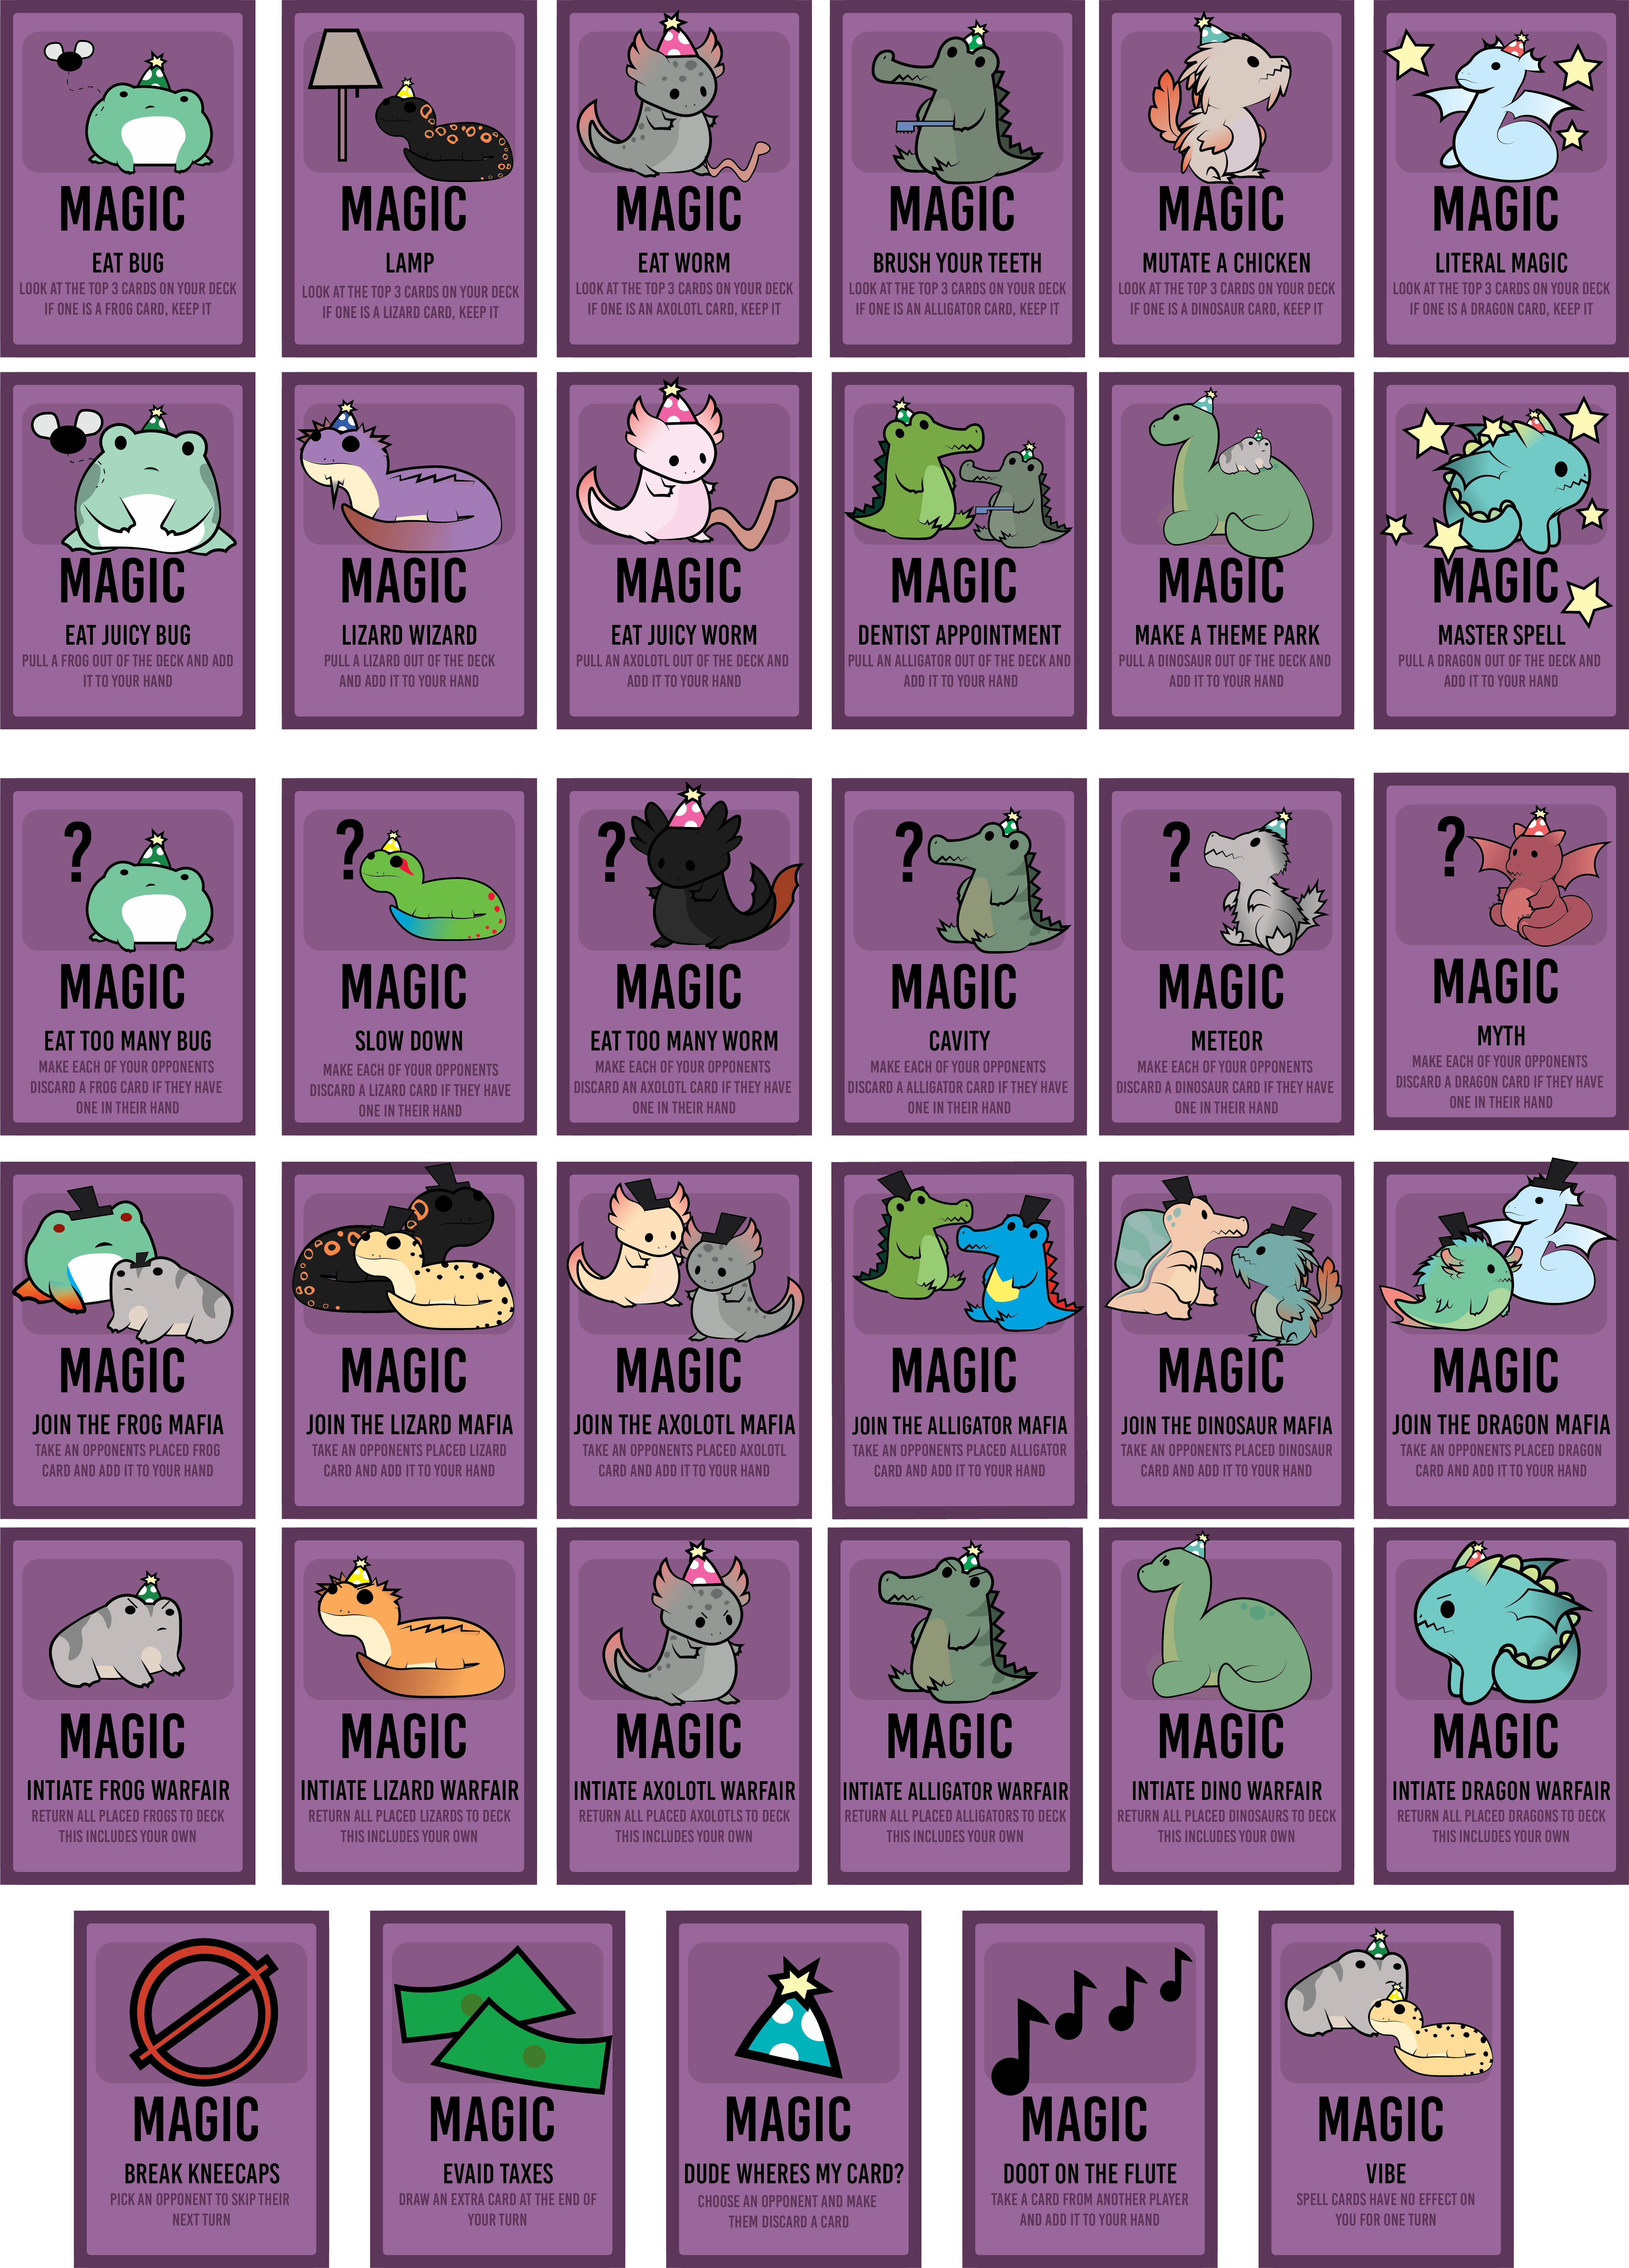 MAGIC
EAT BUG
LOOK AT THE TOP 3 CARDS ON YOUR DECK
IF ONE IS A FROG CARD, KEEP IT
MAGIC
LAMP
LOOK AT THE TOP 3 CARDS ON YOUR DECK
IF ONE IS A LIZARD CARD, KEEP IT
MAGIC
EAT WORM
LOOK AT THE TOP 3 CARDS ON YOUR DECK
IF ONE IS AN AXOLOTL CARD, KEEP IT
MAGIC
BRUSH YOUR TEETH
LOOK AT THE TOP 3 CARDS ON YOUR DECK
IF ONE IS AN ALLIGATOR CARD, KEEP IT
MAGIC
MUTATE A CHICKEN
LOOK AT THE TOP 3 CARDS ON YOUR DECK
IF ONE IS A DINOSAUR CARD, KEEP IT
MAGIC
LITERAL MAGIC
LOOK AT THE TOP 3 CARDS ON YOUR DECK
IF ONE IS A DRAGON CARD, KEEP IT
MAGIC
EAT JUICY BUG
PULL A FROG OUT OF THE DECK AND ADD
IT TO YOUR HAND
MAGIC
LIZARD WIZARD
PULL A LIZARD OUT OF THE DECK
AND ADD IT TO YOUR HAND
MAGIC
EAT JUICY WORM
PULL AN AXOLOTL OUT OF THE DECK AND
ADD IT TO YOUR HAND
MAGIC
DENTIST APPOINTMENT
PULL AN ALLIGATOR OUT OF THE DECK AND
ADD IT TO YOUR HAND
MAGIC
MAKE A THEME PARK
PULL A DINOSAUR OUT OF THE DECK AND
ADD IT TO YOUR HAND
MAGIC
MASTER SPELL
PULL A DRAGON OUT OF THE DECK AND
ADD IT TO YOUR HAND
?
MAGIC
EAT TOO MANY BUG
MAKE EACH OF YOUR OPPONENTS
DISCARD A FROG CARD IF THEY HAVE
ONE IN THEIR HAND
?
MAGIC
SLOW DOWN
MAKE EACH OF YOUR OPPONENTS
DISCARD A LIZARD CARD IF THEY HAVE
ONE IN THEIR HAND
?
MAGIC
EAT TOO MANY WORM
MAKE EACH OF YOUR OPPONENTS
DISCARD AN AXOLOTL CARD IF THEY HAVE
ONE IN THEIR HAND
?
MAGIC
CAVITY
MAKE EACH OF YOUR OPPONENTS
DISCARD A ALLIGATOR CARD IF THEY HAVE
ONE IN THEIR HAND
?
MAGIC
METEOR
MAKE EACH OF YOUR OPPONENTS
DISCARD A DINOSAUR CARD IF THEY HAVE
ONE IN THEIR HAND
?
MAGIC
MYTH
MAKE EACH OF YOUR OPPONENTS
DISCARD A DRAGON CARD IF THEY HAVE
ONE IN THEIR HAND
MAGIC
JOIN THE FROG MAFIA
TAKE AN OPPONENTS PLACED FROG
CARD AND ADD IT TO YOUR HAND
MAGIC
JOIN THE LIZARD MAFIA
TAKE AN OPPONENTS PLACED LIZARD
CARD AND ADD IT TO YOUR HAND
MAGIC
JOIN THE AXOLOTL MAFIA
TAKE AN OPPONENTS PLACED AXOLOTL
CARD AND ADD IT TO YOUR HAND
MAGIC
JOIN THE ALLIGATOR MAFIA
TAKE AN OPPONENTS PLACED ALLIGATOR
CARD AND ADD IT TO YOUR HAND
MAGIC
JOIN THE DINOSAUR MAFIA
TAKE AN OPPONENTS PLACED DINOSAUR
CARD AND ADD IT TO YOUR HAND
MAGIC
JOIN THE DRAGON MAFIA
TAKE AN OPPONENTS PLACED DRAGON
CARD AND ADD IT TO YOUR HAND
MAGIC
INTIATE FROG WARFAIR
RETURN ALL PLACED FROGS TO DECK
THIS INCLUDES YOUR OWN
MAGIC
INTIATE LIZARD WARFAIR
RETURN ALL PLACED LIZARDS TO DECK
THIS INCLUDES YOUR OWN
MAGIC
INTIATE AXOLOTL WARFAIR
RETURN ALL PLACED AXOLOTLS TO DECK
THIS INCLUDES YOUR OWN
MAGIC
INTIATE ALLIGATOR WARFAIR
RETURN ALL PLACED ALLIGATORS TO DECK
THIS INCLUDES YOUR OWN
MAGIC
INTIATE DINO WARFAIR
RETURN ALL PLACED DINOSAURS TO DECK
THIS INCLUDES YOUR OWN
MAGIC
INTIATE DRAGON WARFAIR
RETURN ALL PLACED DRAGONS TO DECK
THIS INCLUDES YOUR OWN
MAGIC
BREAK KNEECAPS
PICK AN OPPONENT TO SKIP THEIR
NEXT TURN
MAGIC
EVAID TAXES
DRAW AN EXTRA CARD AT THE END OF
YOUR TURN
MAGIC
DUDE WHERES MY CARD?
CHOOSE AN OPPONENT AND MAKE
THEM DISCARD A CARD
MAGIC
DOOT ON THE FLUTE
TAKE A CARD FROM ANOTHER PLAYER
AND ADD IT TO YOUR HAND
MAGIC
VIBE
SPELL CARDS HAVE NO EFFECT ON
YOU FOR ONE TURN